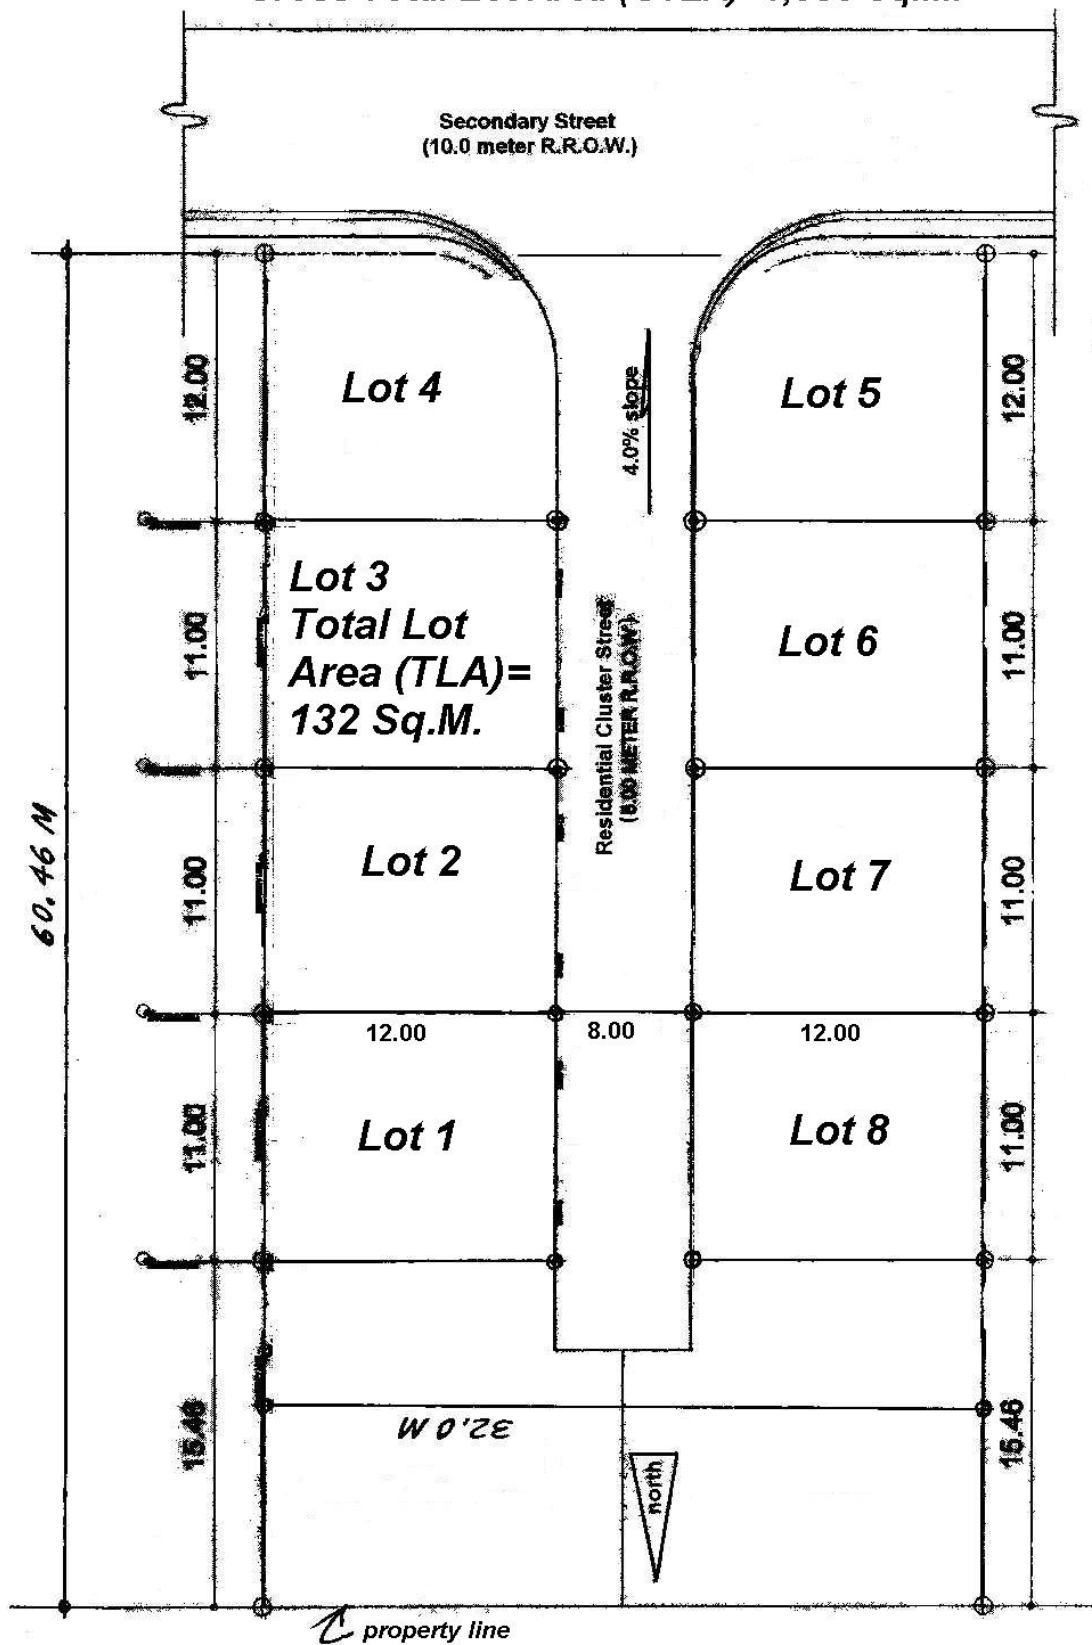 Secondary Street
(10.0 meter R.R.O.W.)
12.00
Lot 4
4.0% slope
Lot 5
12.00
11.00
Lot 3
Total Lot
Area (TLA)=
132 Sq.M.
Residential Cluster Street
METER R.R.O.W.)
Lot 6
11.00
60.46 M
11.00
Lot 2
Lot 7
11.00
12.00
8.00
12.00
11.00
Lot 1
Lot 8
11.00
15.46
32.0 M
north
15.46
property line